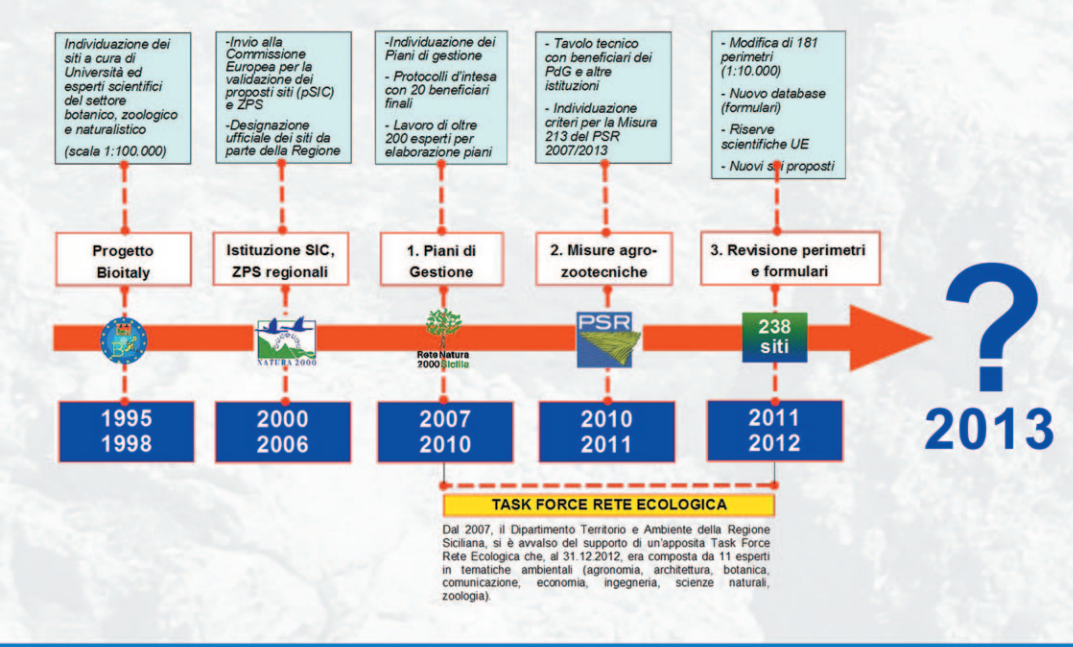 Individuazione dei
siti a cura di
Università ed
esperti scientifici
del settore
botanico, zoologico
e naturalistico
(scala 1:100.000)
-Invio alla
Commissione
Europea per la
validazione dei
proposti siti (pSIC)
e ZPS
-Designazione
ufficiale dei siti da
parte della Regione
-Individuazione dei
Piani di gestione
- Protocolli d'intesa
con 20 beneficiari
finali
- Lavoro di oltre
200 esperti per
elaborazione piani
- Tavolo tecnico
con beneficiari dei
PdG e altre
istituzioni
- Individuazione
criteri per la Misura
213 del PSR
2007/2013
- Modifica di 181
perimetri
(1:10.000)
- Nuovo database
(formulari)
- Riserve
scientifiche UE
- Nuovi siti proposti
Progetto
Bioitaly
Istituzione SIC,
ZPS regionali
1. Piani di
Gestione
2. Misure agro-
zootecniche
3. Revisione perimetri
e formulari
NATURA 2000
Rete Natura
2000 Sicilia
PSR
238
siti
?
2013
1995
1998
2000
2006
2007
2010
2010
2011
2011
2012
TASK FORCE RETE ECOLOGICA
Dal 2007, il Dipartimento Territorio e Ambiente della Regione
Siciliana, si è avvalso del supporto di un'apposita Task Force
Rete Ecologica che, al 31.12.2012, era composta da 11 esperti
in tematiche ambientali (agronomia, architettura, botanica,
comunicazione, economia, ingegneria, scienze naturali,
zoologia).